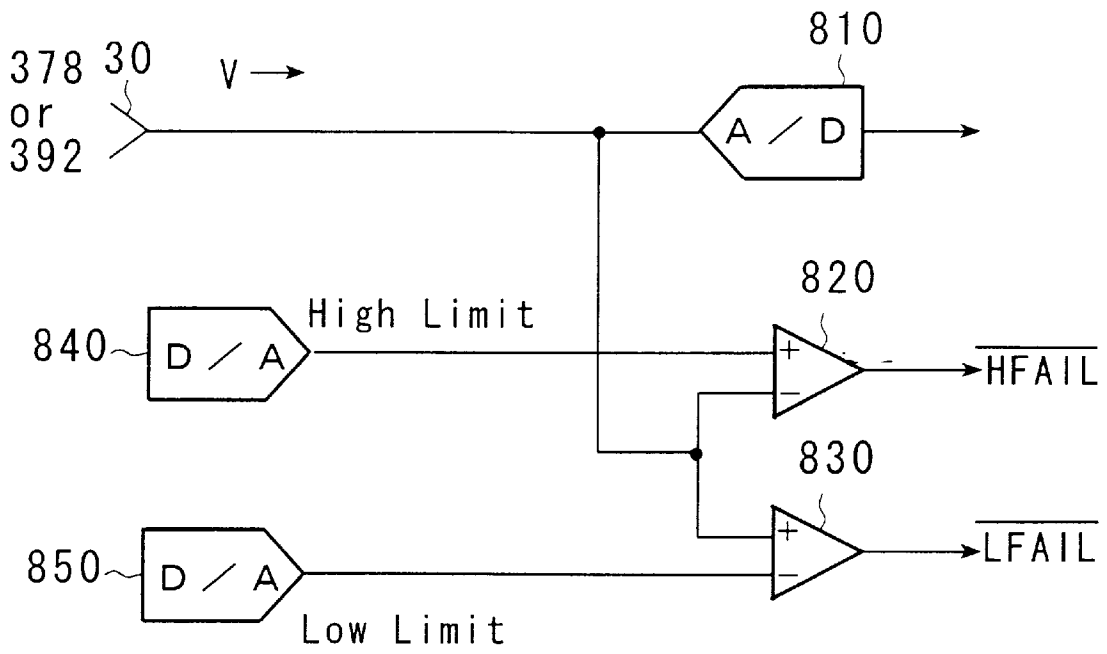 810
378 30
V
or
392
A / D
820
High Limit
840
D / A
+
HFAIL
−
830
+
LFAIL
850
D / A
−
Low Limit